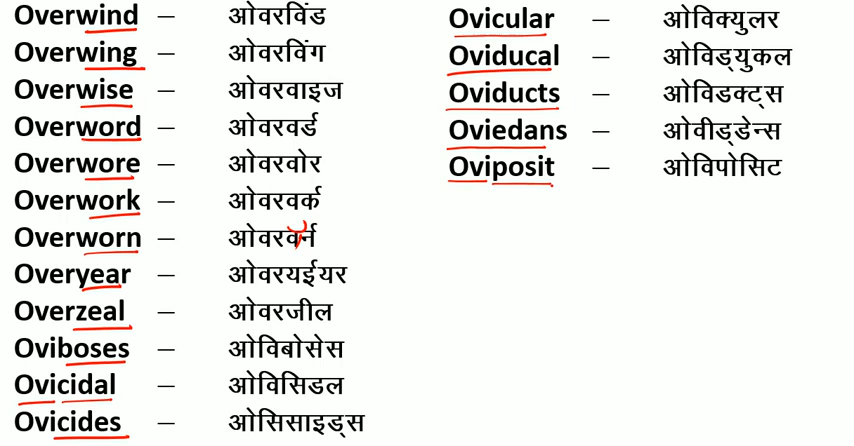 Overwind – ओवरविंड
Overwing – ओवरविंग
Overwise – ओवरवाइज
Overword – ओवरवर्ड
Overwore – ओवरवोर
Overwork – ओवरवर्क
Overworn – ओवरवर्न
Overyear – ओवरयईयर
Overzeal – ओवरजील
Oviboses – ओविबोसेस
Ovicidal – ओविसिडल
Ovicides – ओसिसाइड्स
Ovicular – ओविक्युलर
Oviducal – ओविड्युकल
Oviducts – ओविडक्ट्स
Oviedans – ओवीड्डेन्स
Oviposit – ओविपोसिट